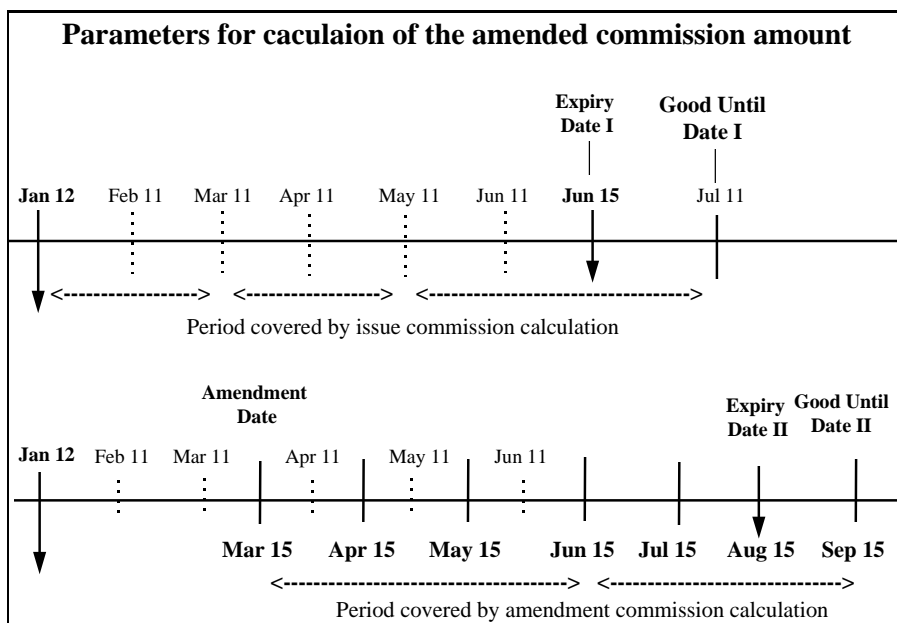 Parameters for caculaion of the amended commission amount
Expiry Date I
Good Until Date I
Jan 12 Feb 11 Mar 11 Apr 11 May 11 Jun 11 Jun 15 Jul 11
Period covered by issue commission calculation
Amendment Date
Expiry Date II
Good Until Date II
Jan 12 Feb 11 Mar 11 Apr 11 May 11 Jun 11
Mar 15 Apr 15 May 15 Jun 15 Jul 15 Aug 15 Sep 15
Period covered by amendment commission calculation